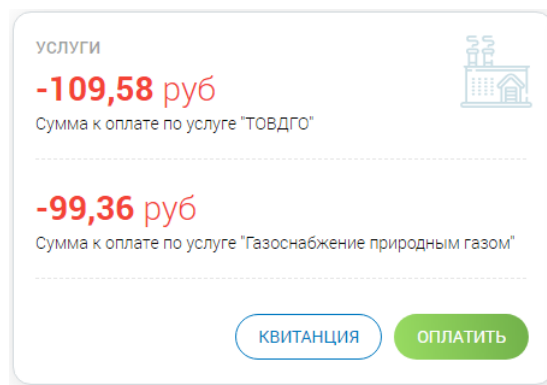 УСЛУГИ
-109,58 руб
Сумма к оплате по услуге "ТОВДГО"
-99,36 руб
Сумма к оплате по услуге "Газоснабжение природным газом"
КВИТАНЦИЯ ОПЛАТИТЬ